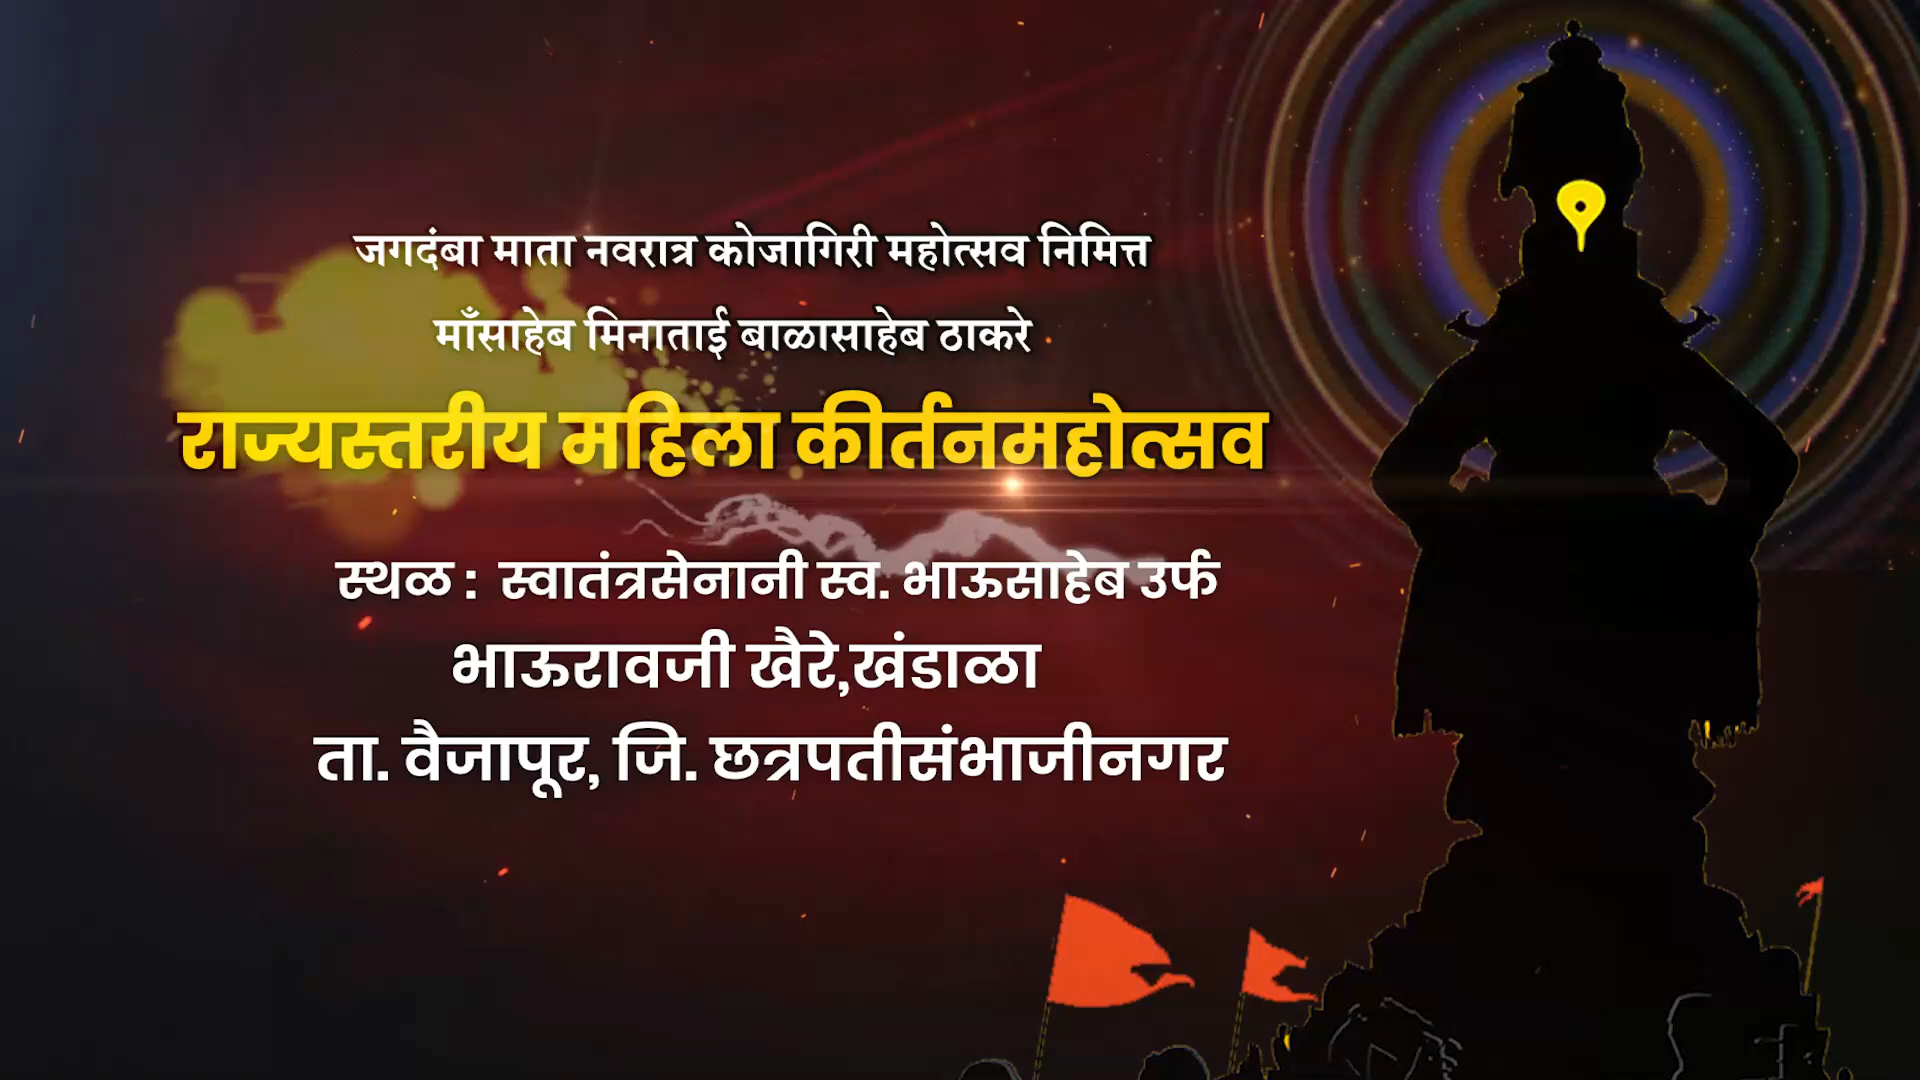 जगदंबा माता नवरात्र कोजागिरी महोत्सव निमित्त
माँसाहेब मिनाताई बाळासाहेब ठाकरे
राज्यस्तरीय महिला कीर्तनमहोत्सव
स्थळ : स्वातंत्रसेनानी स्व. भाऊसाहेब उर्फ
भाऊरावजी खैरे,खंडाळा
ता. वैजापूर, जि. छत्रपतीसंभाजीनगर